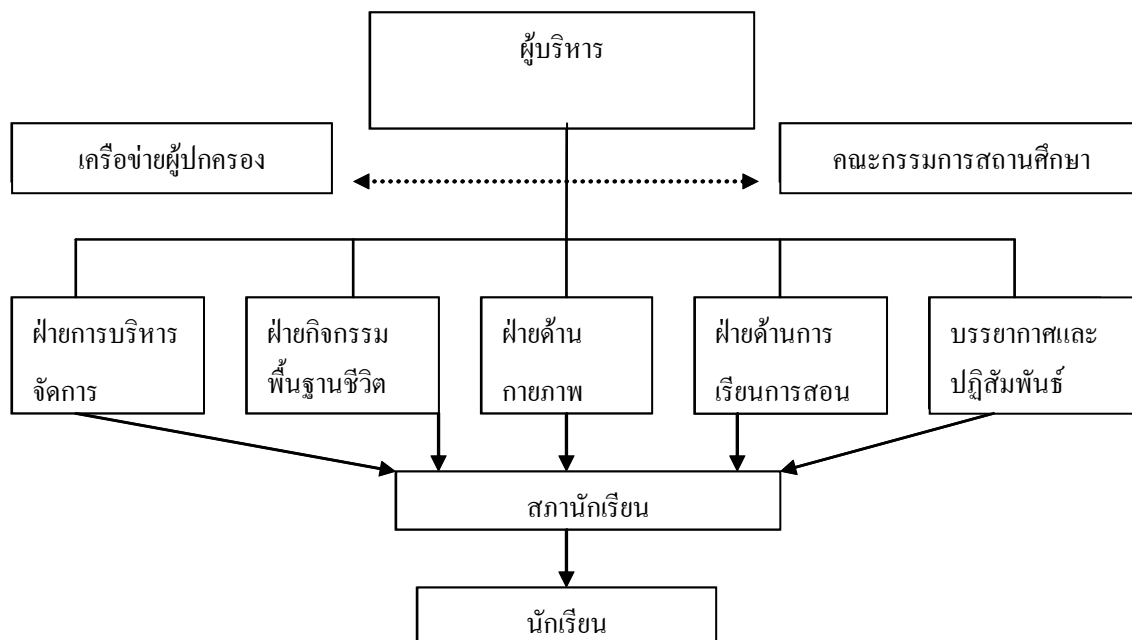 ผู้บริหาร
เครือข่ายผู้ปกครอง
คณะกรรมการสถานศึกษา
ฝ่ายการบริหาร
จัดการ
ฝ่ายกิจกรรม
พื้นฐานชีวิต
ฝ่ายด้าน
กายภาพ
ฝ่ายด้านการ
เรียนการสอน
บรรยากาศและ
ปฏิสัมพันธ์
สภานักเรียน
นักเรียน